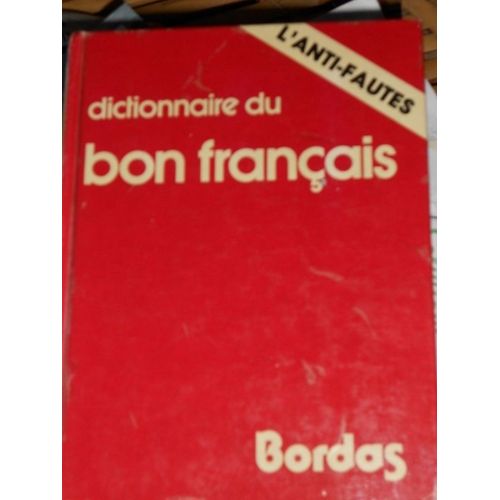 L'ANTI-FAUTES
dictionnaire du
bon français
Bordas